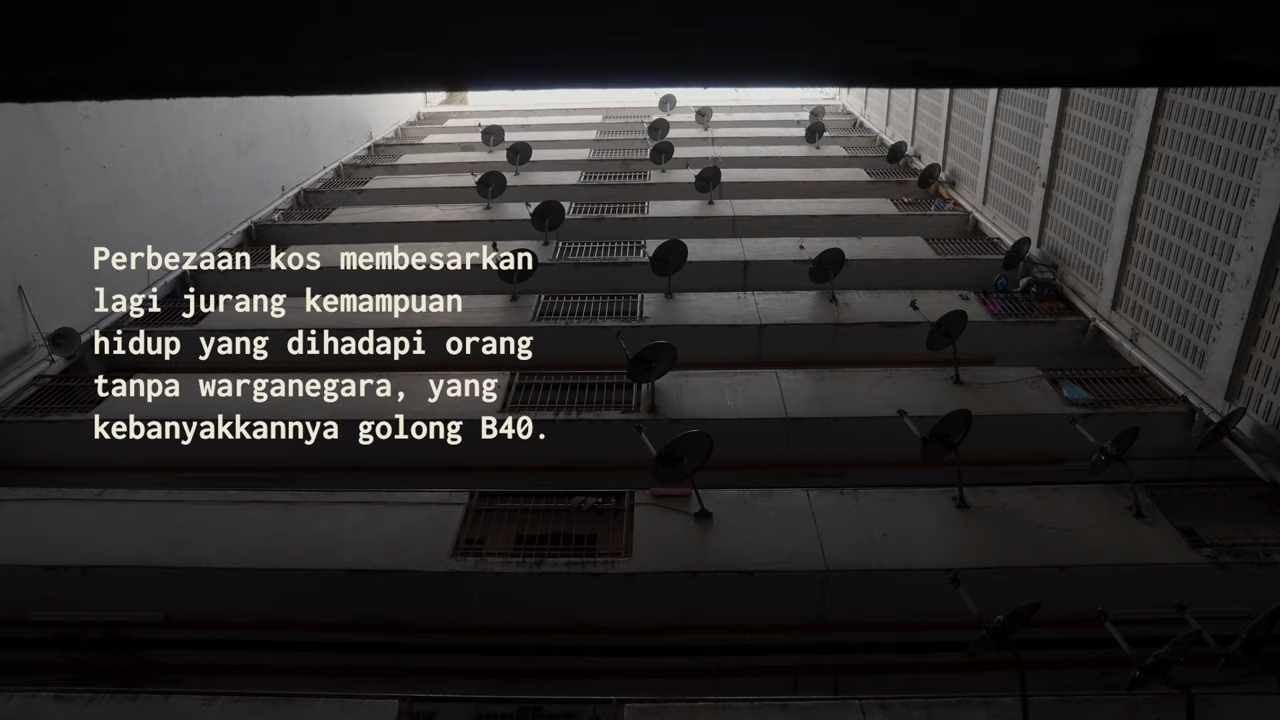 Perbezaan kos membesarkan
lagi jurang kemampuan
hidup yang dihadapi orang
tanpa warganegara, yang
kebanyakkannya golong B40.